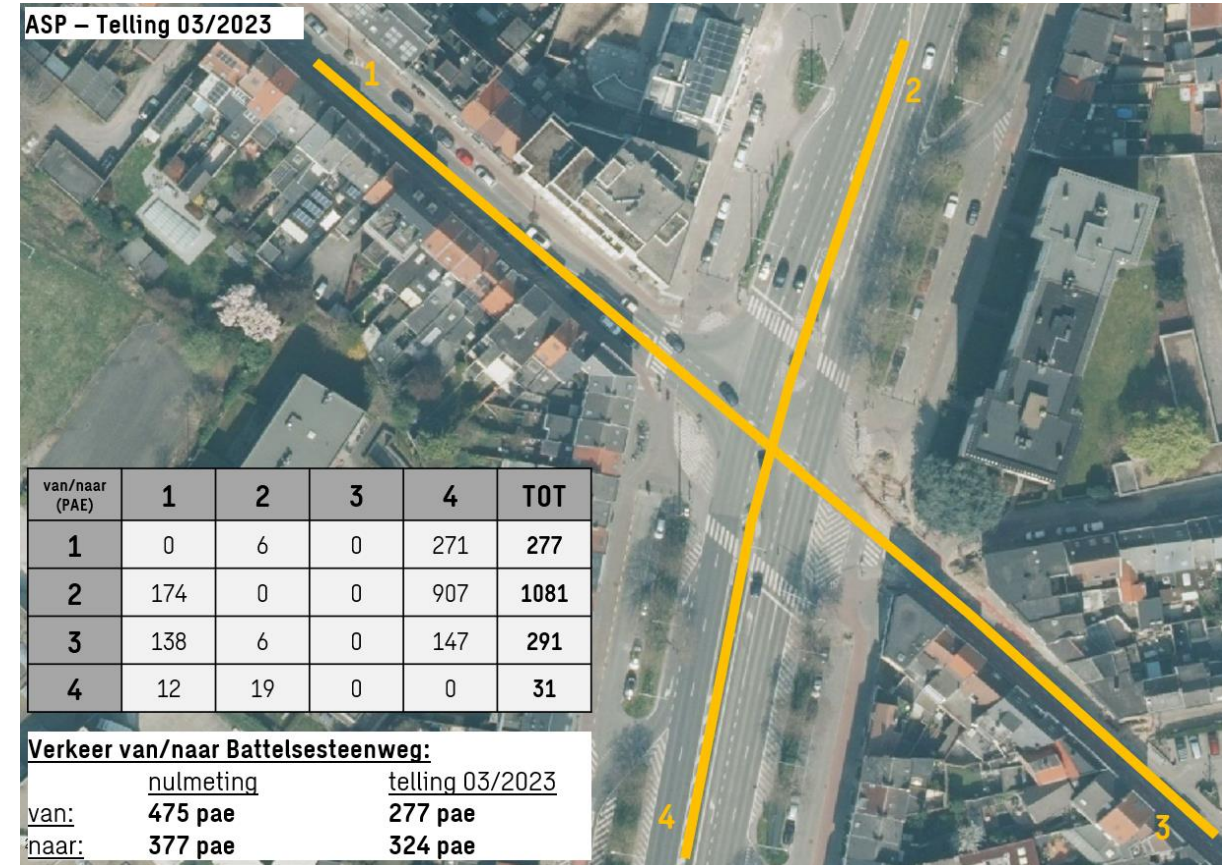 ASP – Telling 03/2023
1
2
van/naar (PAE) 1 2 3 4 TOT
1 0 6 0 271 277
2 174 0 0 907 1081
3 138 6 0 147 291
4 12 19 0 0 31
Verkeer van/naar Battelsesteenweg:
nulmeting telling 03/2023
van: 475 pae 277 pae
naar: 377 pae 324 pae
4
3